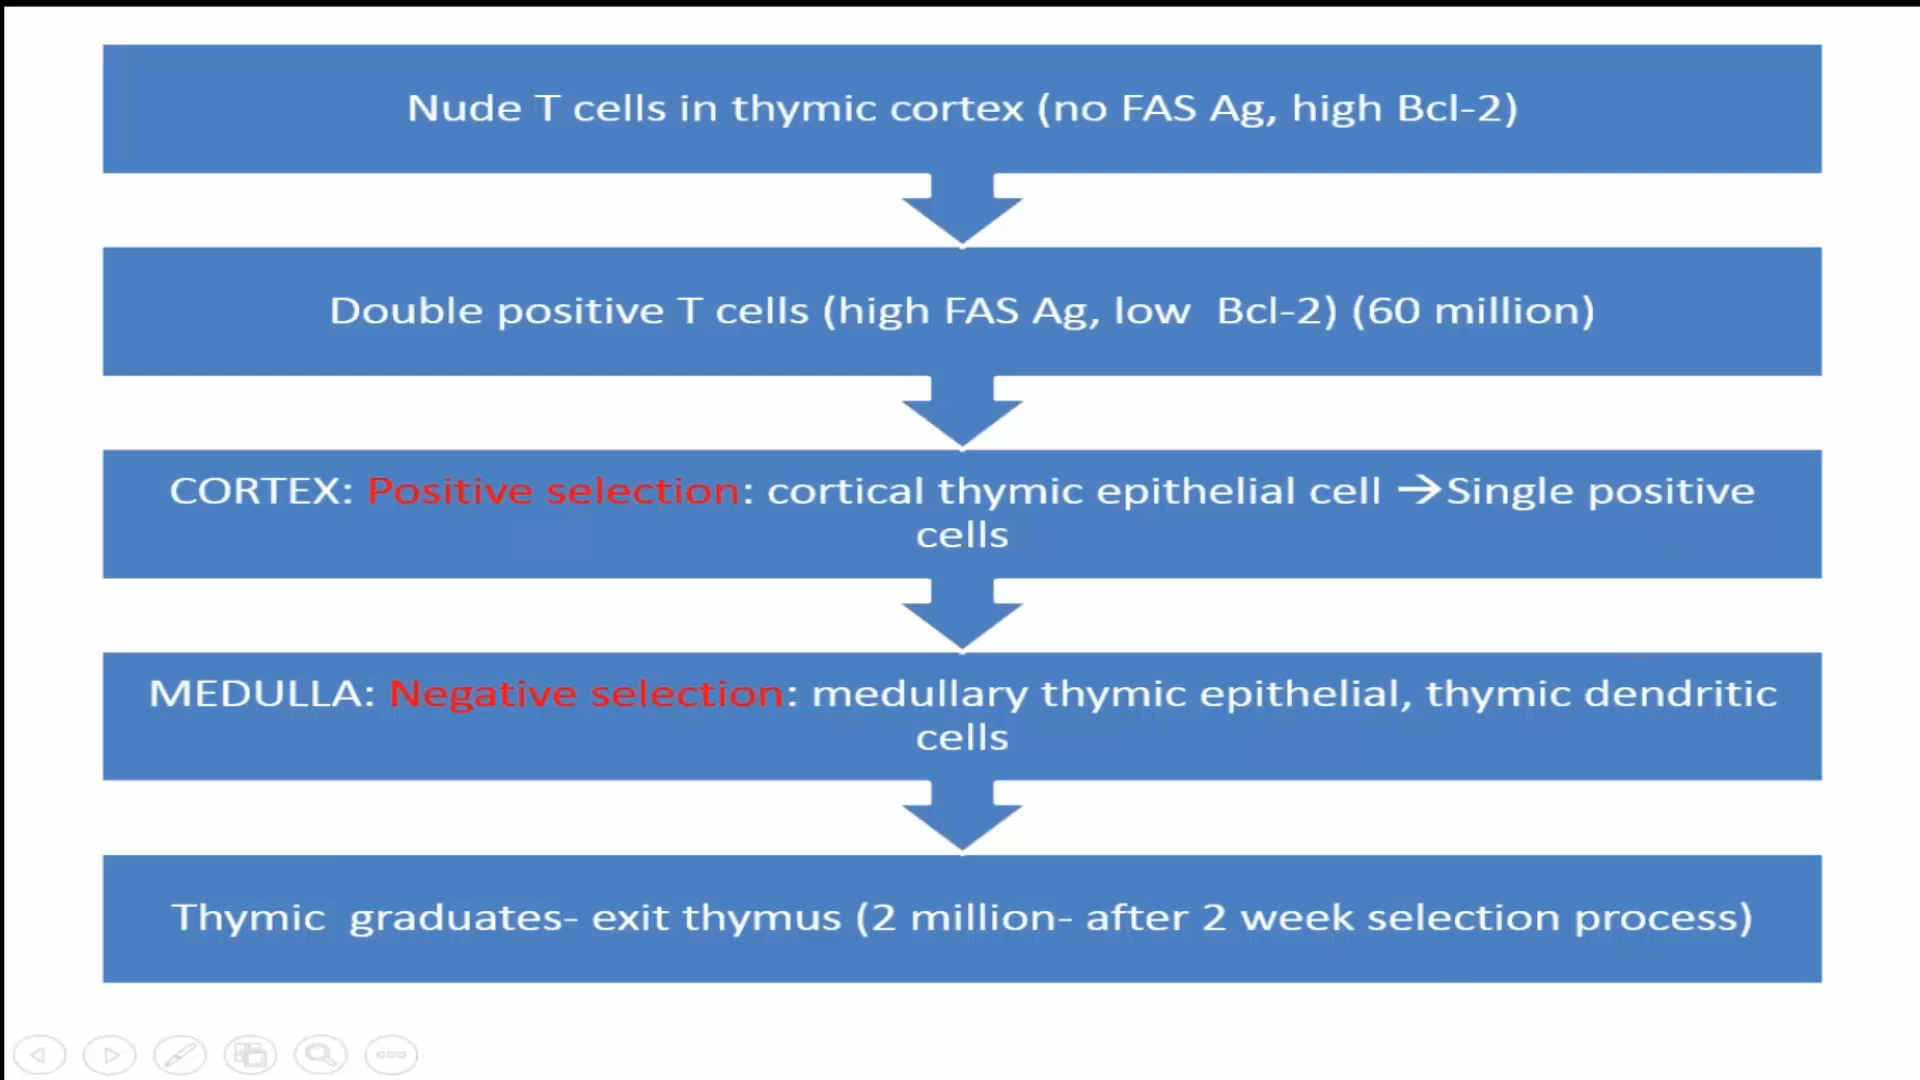 Nude T cells in thymic cortex (no FAS Ag, high Bcl-2)
Double positive T cells (high FAS Ag, low  Bcl-2) (60 million)
CORTEX: Positive selection: cortical thymic epithelial cell →Single positive
cells
MEDULLA: Negative selection: medullary thymic epithelial, thymic dendritic
cells
Thymic  graduates- exit thymus (2 million- after 2 week selection process)